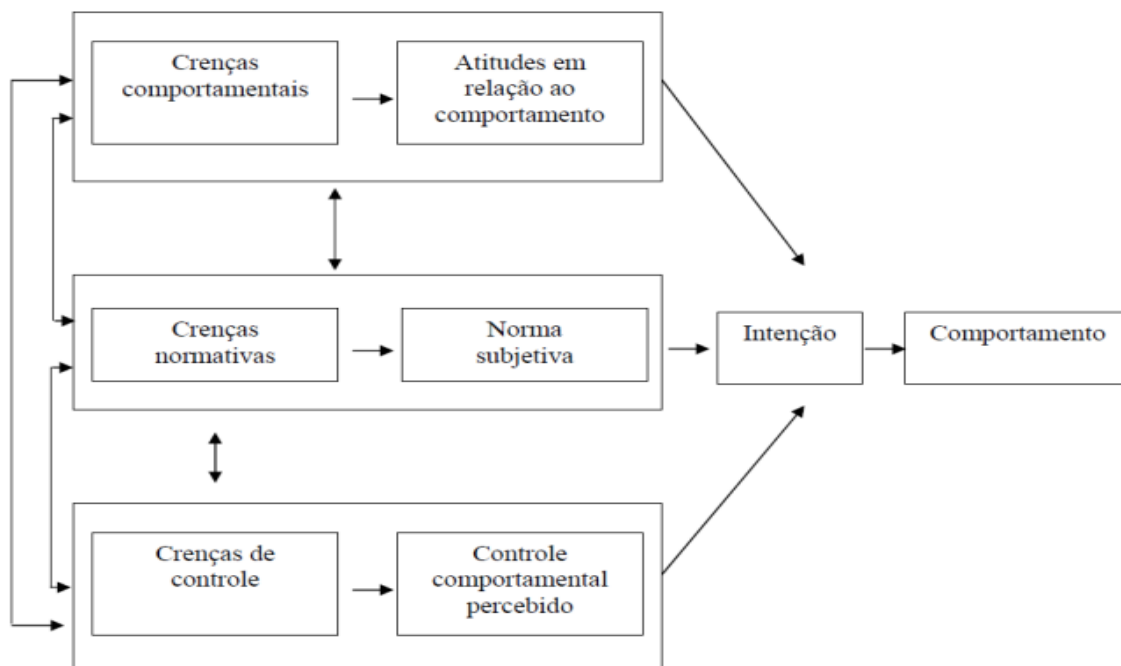 Crenças
comportamentais
Atitudes em
relação ao
comportamento
Crenças
normativas
Norma
subjetiva
Intenção
Comportamento
Crenças de
controle
Controle
comportamental
percebido